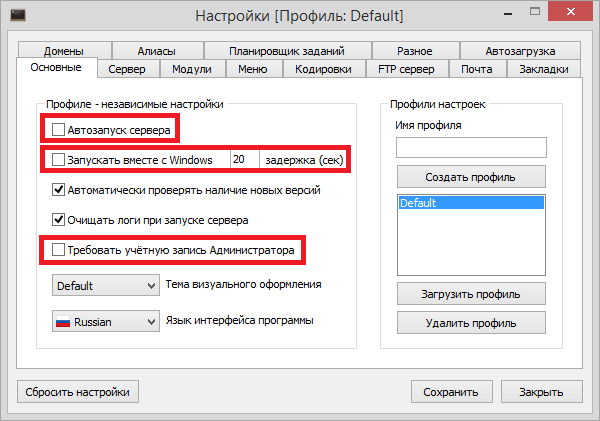 Настройки [Профиль: Default]
Домены Алиасы Планировщик заданий Разное Автозагрузка
Основные Сервер Модули Меню Кодировки FTP сервер Почта Закладки
Профиле - независимые настройки
Автозапуск сервера
Запускать вместе с Windows 20 задержка (сек)
Автоматически проверять наличие новых версий
Очищать логи при запуске сервера
Требовать учётную запись Администратора
Default Тема визуального оформления
Russian Язык интерфейса программы
Профили настроек
Имя профиля
Создать профиль
Default
Загрузить профиль
Удалить профиль
Сбросить настройки Сохранить Закрыть